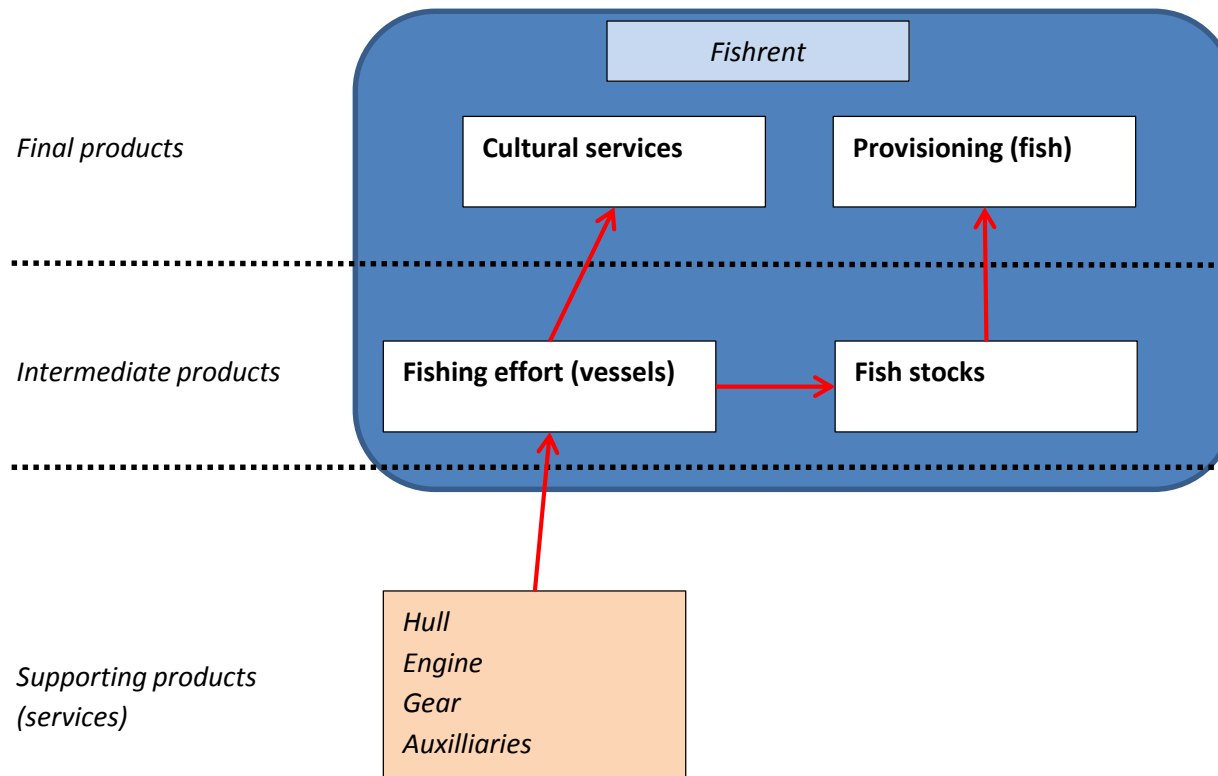 Fishrent
Final products
Cultural services
Provisioning (fish)
Intermediate products
Fishing effort (vessels)
Fish stocks
Supporting products
(services)
Hull
Engine
Gear
Auxilliaries